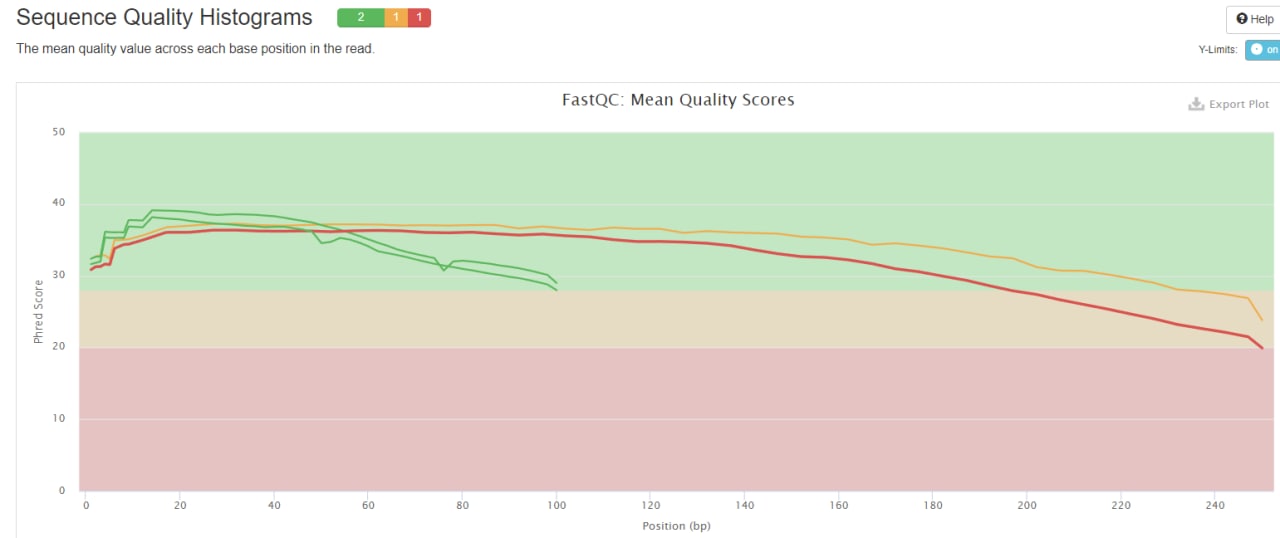 Sequence Quality Histograms 2 1 1
Help
The mean quality value across each base position in the read.
Y-Limits: on
FastQC: Mean Quality Scores
Export Plot
Phred Score
50
40
30
20
10
0
0 20 40 60 80 100 120 140 160 180 200 220 240
Position (bp)